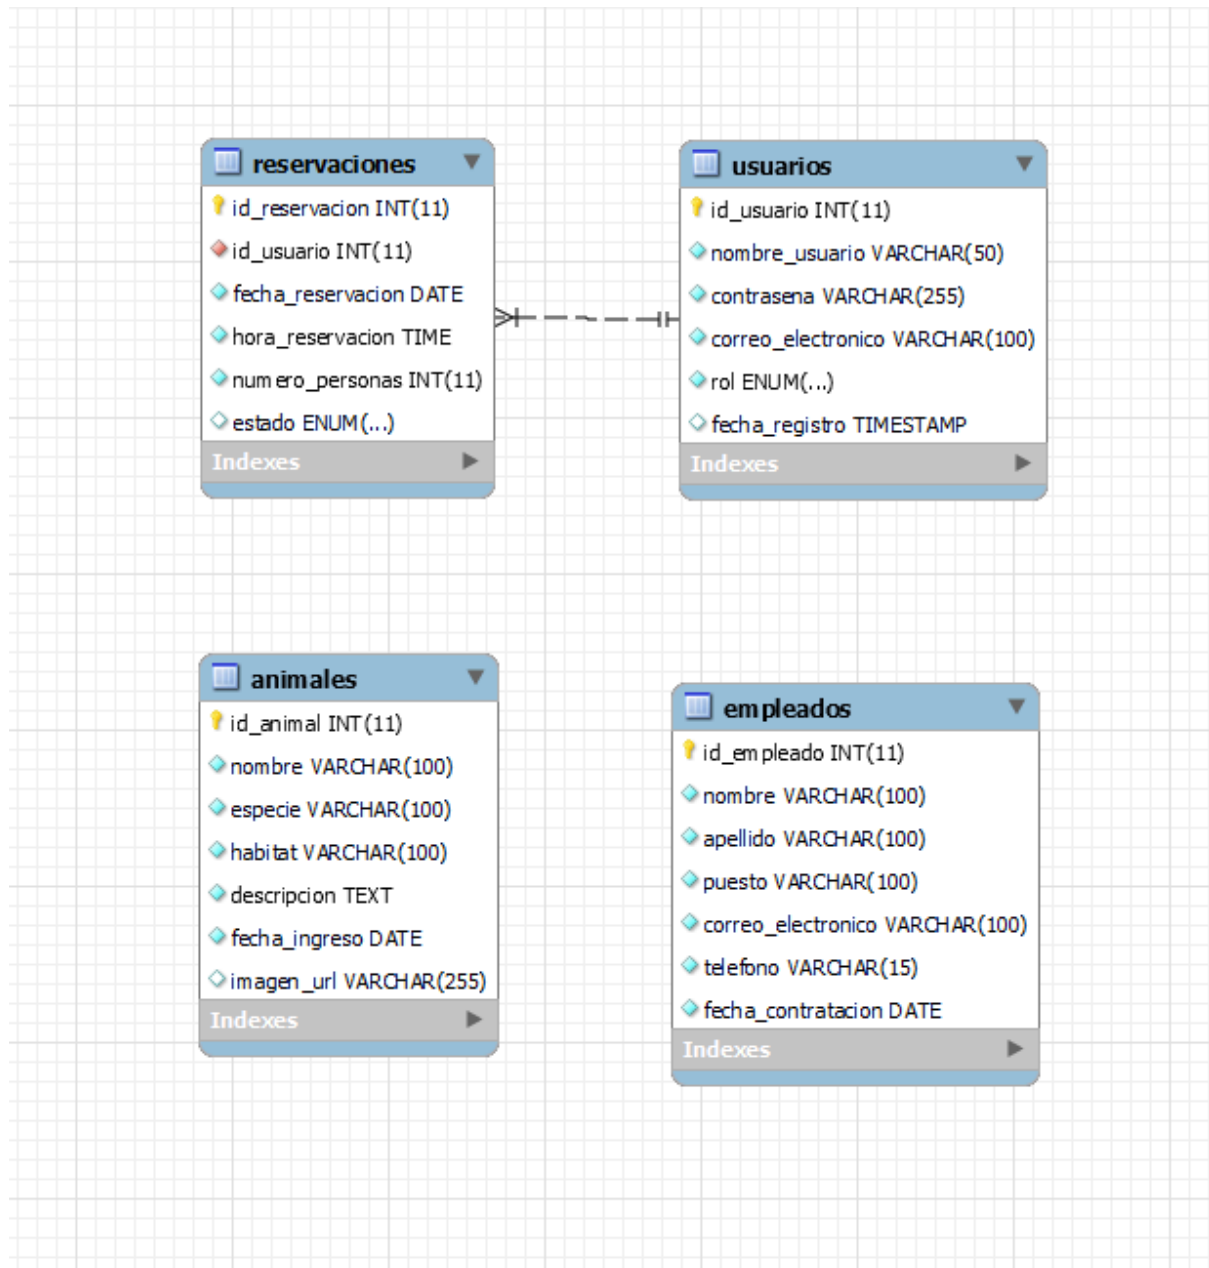 reservaciones
id_reservacion INT(11)
id_usuario INT(11)
fecha_reservacion DATE
hora_reservacion TIME
numero_personas INT(11)
estado ENUM(...)
Indexes
usuarios
id_usuario INT(11)
nombre_usuario VARCHAR(50)
contrasena VARCHAR(255)
correo_electronico VARCHAR(100)
rol ENUM(...)
fecha_registro TIMESTAMP
Indexes
animales
id_animal INT(11)
nombre VARCHAR(100)
especie VARCHAR(100)
habitat VARCHAR(100)
descripcion TEXT
fecha_ingreso DATE
imagen_url VARCHAR(255)
Indexes
empleados
id_empleado INT(11)
nombre VARCHAR(100)
apellido VARCHAR(100)
puesto VARCHAR(100)
correo_electronico VARCHAR(100)
telefono VARCHAR(15)
fecha_contratacion DATE
Indexes